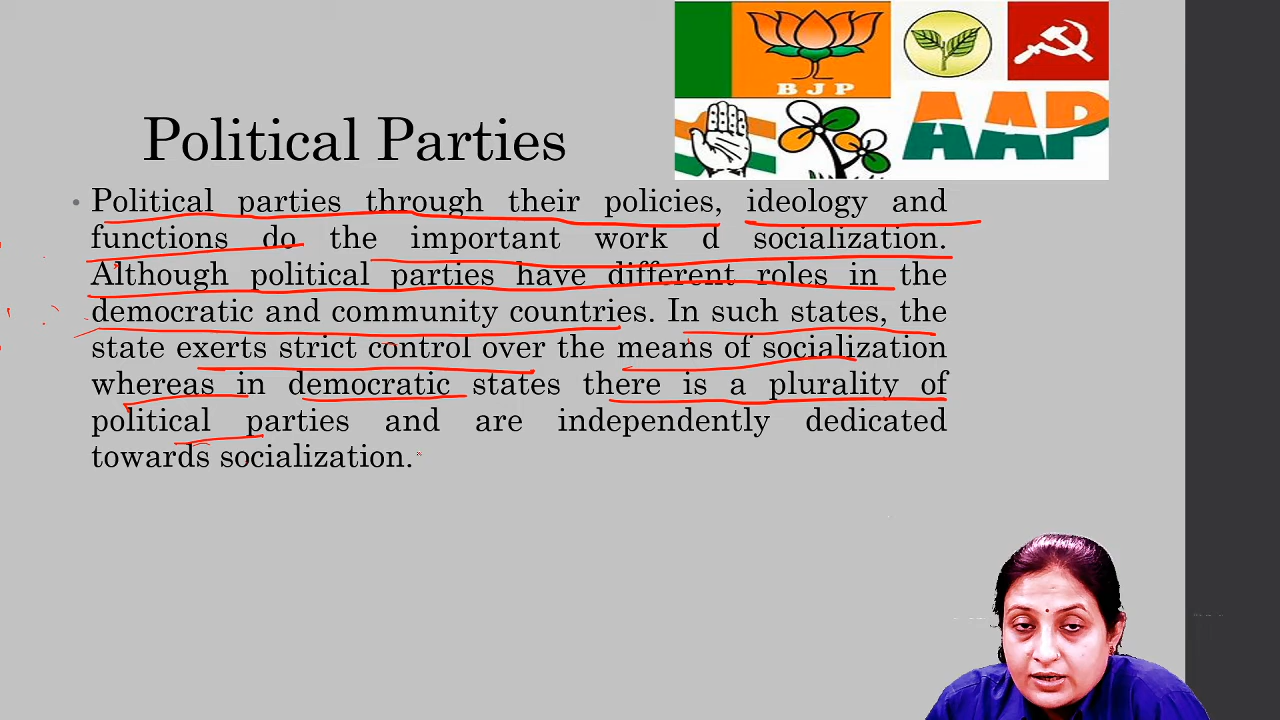 BJP
AAP
Political Parties
• Political parties through their policies, ideology and
functions do the important work d socialization.
Although political parties have different roles in the
democratic and community countries. In such states, the
state exerts strict control over the means of socialization
whereas in democratic states there is a plurality of
political parties and are independently dedicated
towards socialization.